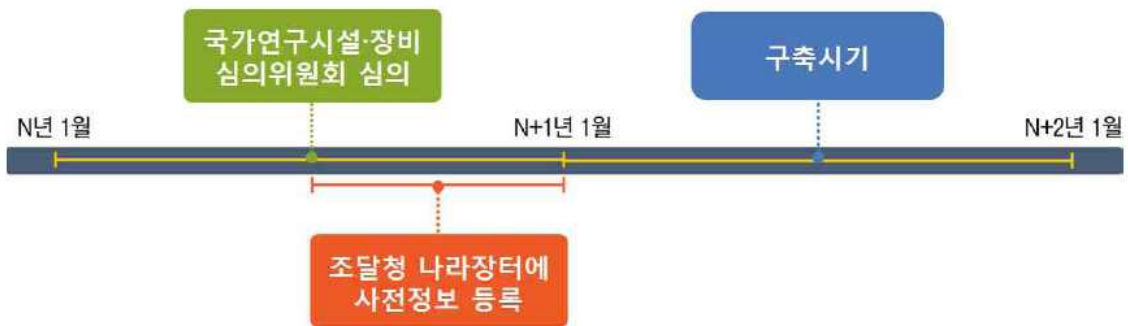 국가연구시설·장비
심의위원회 심의
구축시기
N년 1월
N+1년 1월
N+2년 1월
조달청 나라장터에
사전정보 등록